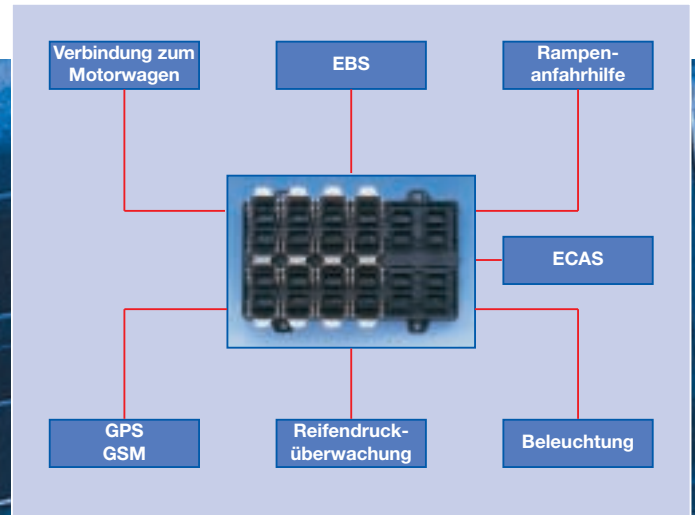 Verbindung zum
Motorwagen
EBS
Rampen-
anfahrhilfe
ECAS
GPS
GSM
Reifendruck-
überwachung
Beleuchtung